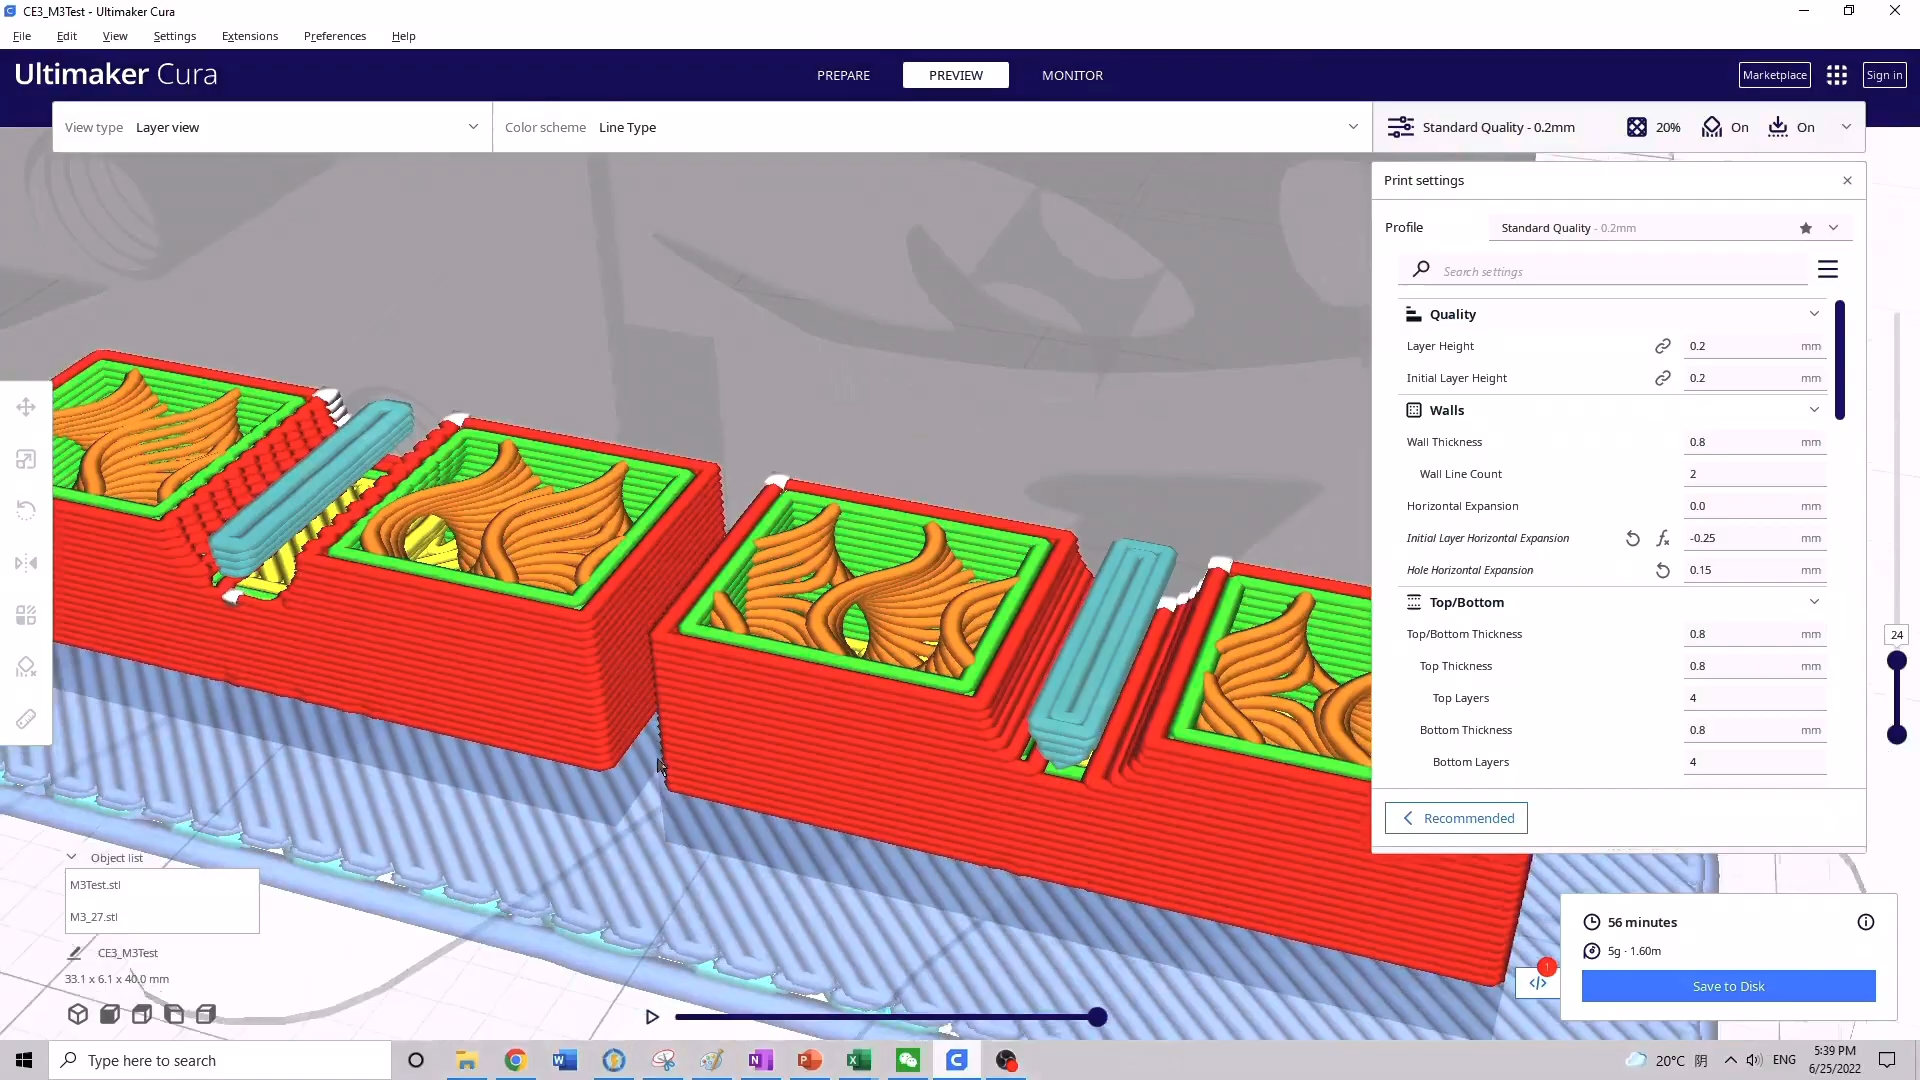 CE3_M3Test - Ultimaker Cura
File Edit View Settings Extensions Preferences Help
Ultimaker Cura
PREPARE PREVIEW MONITOR
Marketplace Sign in
View type Layer view
Color scheme Line Type
Standard Quality - 0.2mm 20% On On
Print settings
Profile Standard Quality - 0.2mm
Search settings
Quality
Layer Height 0.2 mm
Initial Layer Height 0.2 mm
Walls
Wall Thickness 0.8 mm
Wall Line Count 2
Horizontal Expansion 0.0 mm
Initial Layer Horizontal Expansion -0.25 mm
Hole Horizontal Expansion 0.15 mm
Top/Bottom
Top/Bottom Thickness 0.8 mm
Top Thickness 0.8 mm
Top Layers 4
Bottom Thickness 0.8 mm
Bottom Layers 4
Recommended
24
Object list
M3Test.stl
M3_27.stl
CE3_M3Test
33.1 x 6.1 x 40.0 mm
1
56 minutes
5g · 1.60m
Save to Disk
Type here to search
20°C 阴 ENG
5:39 PM
6/25/2022